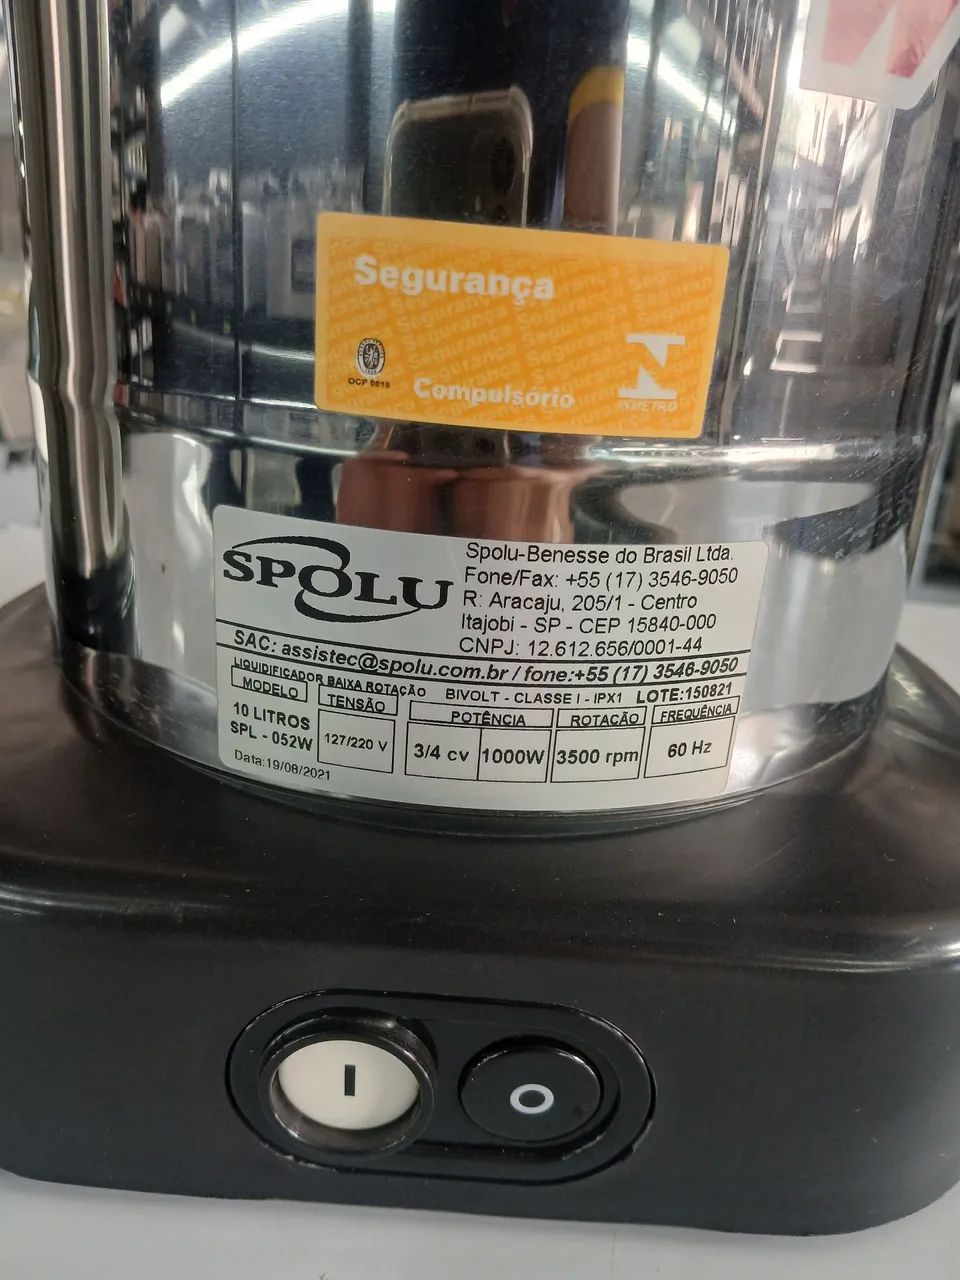 W
Segurança
OCP 0016
Compulsório
INMETRO
SPOLU
Spolu-Benesse do Brasil Ltda.
Fone/Fax: +55 (17) 3546-9050
R: Aracaju, 205/1 - Centro
Itajobi - SP - CEP 15840-000
CNPJ: 12.612.656/0001-44
SAC: assistec@spolu.com.br / fone:+55 (17) 3546-9050
LIQUIDIFICADOR BAIXA ROTAÇÃO BIVOLT - CLASSE I - IPX1 LOTE:150821
MODELO TENSÃO POTÊNCIA ROTAÇÃO FREQUÊNCIA
10 LITROS
SPL - 052W 127/220 V 3/4 cv 1000W 3500 rpm 60 Hz
Data:19/08/2021
I O